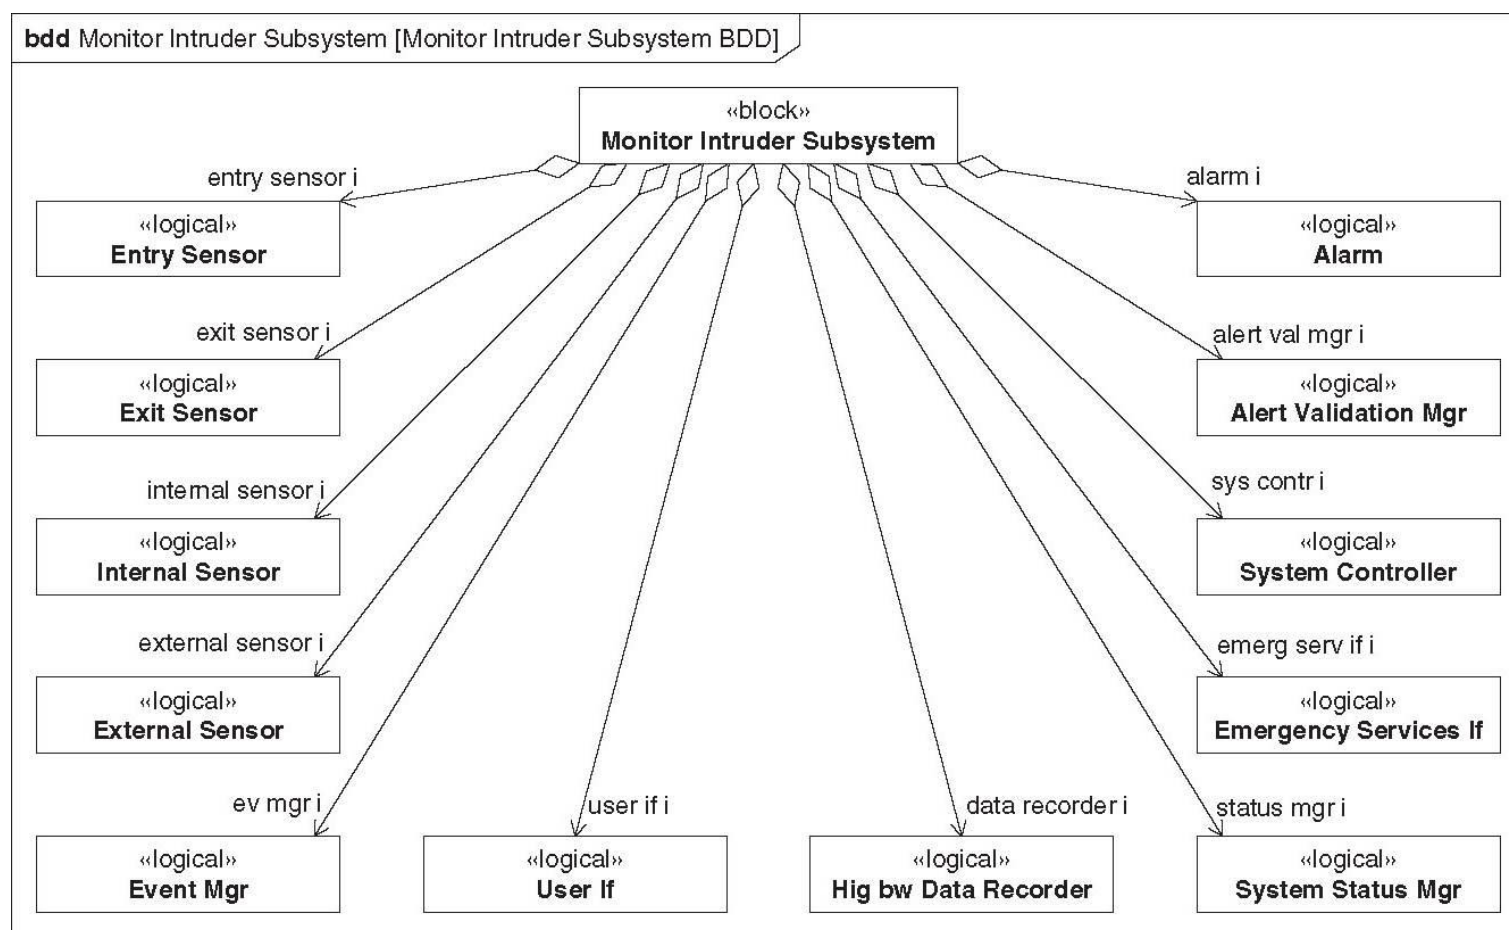 bdd Monitor Intruder Subsystem [Monitor Intruder Subsystem BDD]
«block»
Monitor Intruder Subsystem
entry sensor i
«logical»
Entry Sensor
alarm i
«logical»
Alarm
exit sensor i
«logical»
Exit Sensor
alert val mgr i
«logical»
Alert Validation Mgr
internal sensor i
«logical»
Internal Sensor
sys contr i
«logical»
System Controller
external sensor i
«logical»
External Sensor
emerg serv if i
«logical»
Emergency Services If
ev mgr i
«logical»
Event Mgr
user if i
«logical»
User If
data recorder i
«logical»
Hig bw Data Recorder
status mgr i
«logical»
System Status Mgr